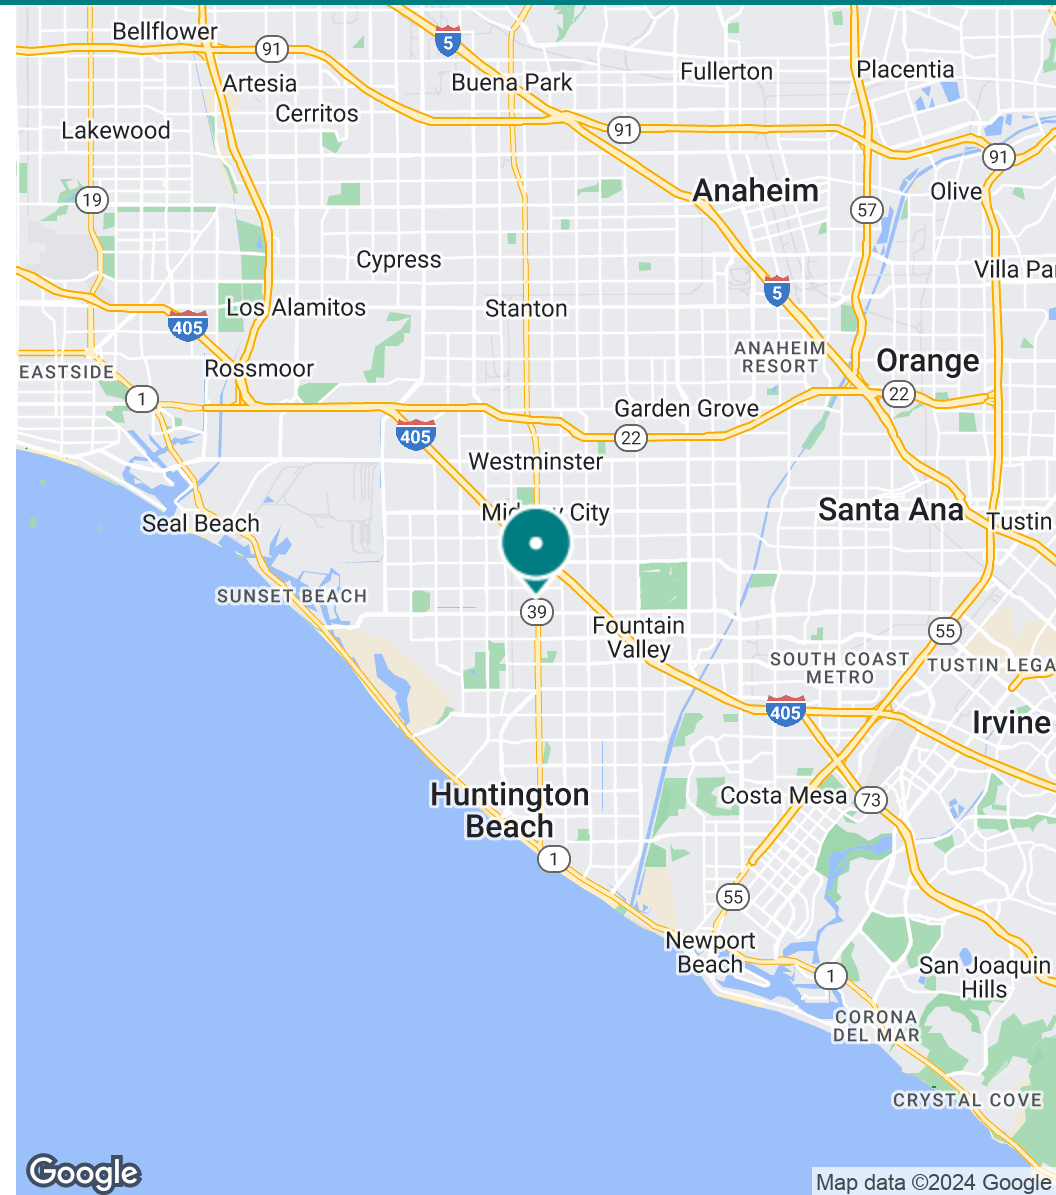 Bellflower
91
5
Artesia
Buena Park
Fullerton
Placentia
Cerritos
Lakewood
91
91
19
Anaheim
Olive
57
Cypress
Villa Par
5
Los Alamitos
Stanton
405
ANAHEIM
RESORT
Orange
EASTSIDE
Rossmoor
1
22
Garden Grove
405
22
Westminster
City
Santa Ana
Seal Beach
Tustin
SUNSET BEACH
39
Fountain
Valley
55
SOUTH COAST
METRO
TUSTIN LEGA
405
Irvine
Huntington
Beach
Costa Mesa
73
1
55
Newport
Beach
San Joaquin
Hills
1
CORONA
DEL MAR
CRYSTAL COVE
Google
Map data ©2024 Google